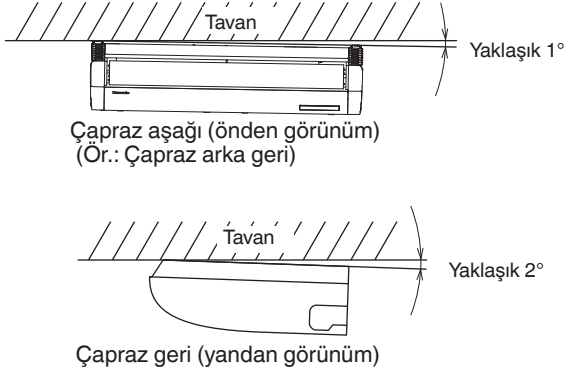 Tavan
Yaklaşık 1°
Çapraz aşağı (önden görünüm)
(Ör.: Çapraz arka geri)
Tavan
Yaklaşık 2°
Çapraz geri (yandan görünüm)